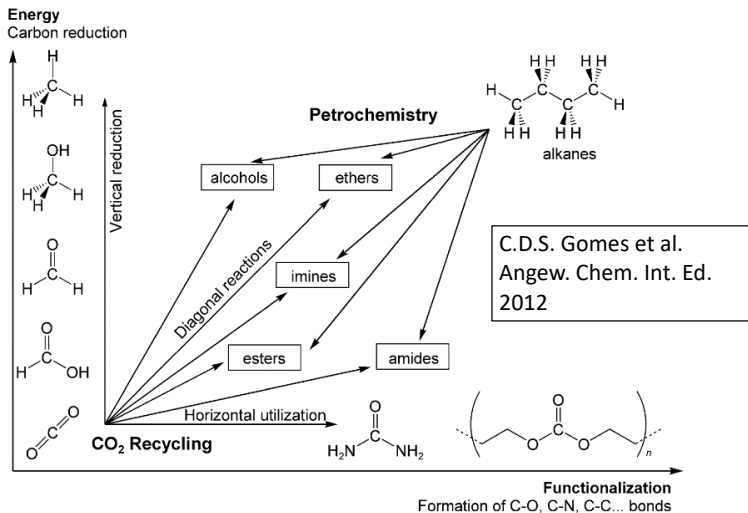 Energy
Carbon reduction
H
C
H
H
H
Petrochemistry
H H
H H
C
C
C
C
H
H
H H
H H
alkanes
OH
C
H
H
H
Vertical reduction
alcohols
ethers
Diagonal reactions
O
C
H
H
imines
C.D.S. Gomes et al.
Angew. Chem. Int. Ed.
2012
O
C
H
OH
esters
amides
O
C
O
Horizontal utilization
CO2 Recycling
O
C
H2N
NH2
O
C
O
O
n
Functionalization
Formation of C-O, C-N, C-C... bonds